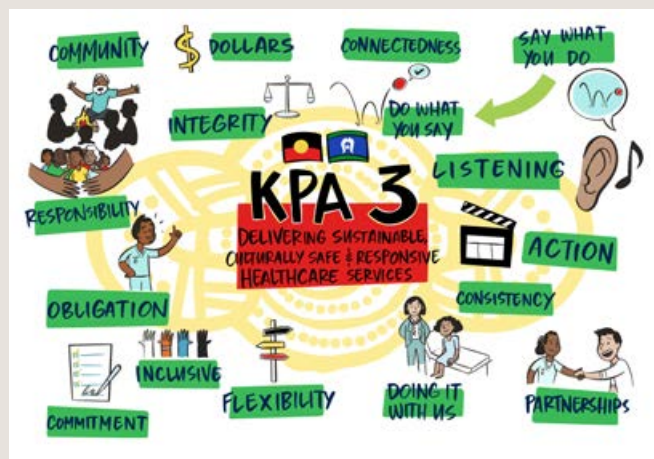 COMMUNITY
$ DOLLARS
CONNECTEDNESS
SAY WHAT
YOU DO
INTEGRITY
DO WHAT
YOU SAY
LISTENING
KPA 3
DELIVERING SUSTAINABLE,
CULTURALLY SAFE & RESPONSIVE
HEALTHCARE SERVICES
RESPONSIBILITY
ACTION
OBLIGATION
CONSISTENCY
INCLUSIVE
FLEXIBILITY
DOING IT
WITH US
PARTNERSHIPS
COMMITMENT